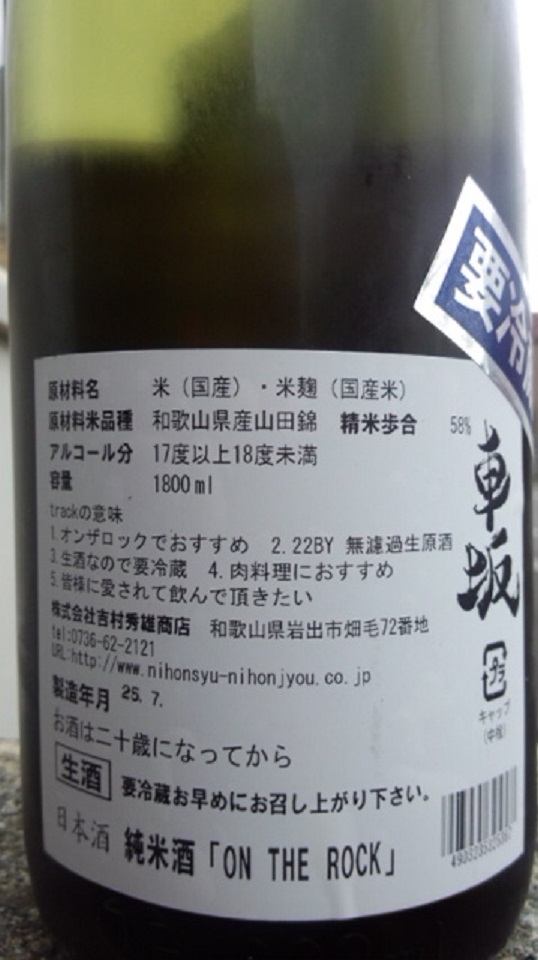 要冷
原材料名 米（国産）・米麹（国産米）
原材料米品種 和歌山県産山田錦 精米歩合 58%
アルコール分 17度以上18度未満
容量 1800ml
trackの意味
1.オンザロックでおすすめ 2.22BY 無濾過生原酒
3.生酒なので要冷蔵 4.肉料理におすすめ
5.皆様に愛されて飲んで頂きたい
株式会社吉村秀雄商店 和歌山県岩出市畑毛72番地
tel:0736-62-2121
URL:http://www.nihonsyu-nihonjyou.co.jp
製造年月 25.7.
お酒は二十歳になってから
生酒 要冷蔵お早めにお召し上がり下さい。
日本酒 純米酒「ON THE ROCK」
車坂
プラ
キャップ
(中栓)